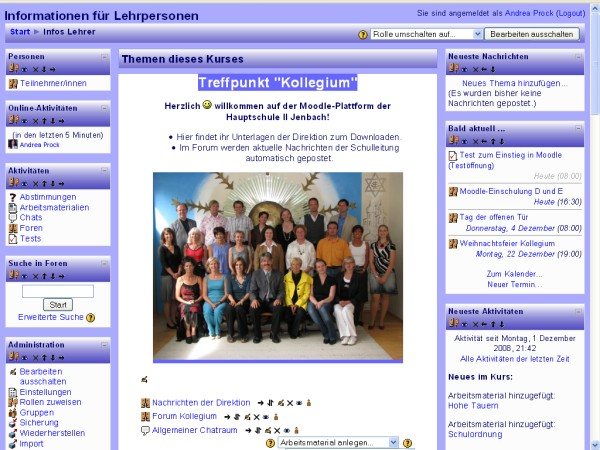 Informationen für Lehrpersonen
Sie sind angemeldet als Andrea Prock (Logout)
Start ► Infos Lehrer
Rolle umschalten auf...
Bearbeiten ausschalten
Personen
Teilnehmer/innen
Online-Aktivitäten
(in den letzten 5 Minuten)
Andrea Prock
Aktivitäten
Abstimmungen
Arbeitsmaterialien
Chats
Foren
Tests
Suche in Foren
Start
Erweiterte Suche
Administration
Bearbeiten
ausschalten
Einstellungen
Rollen zuweisen
Gruppen
Sicherung
Wiederherstellen
Import
Themen dieses Kurses
Treffpunkt "Kollegium"
Herzlich willkommen auf der Moodle-Plattform der
Hauptschule II Jenbach!
• Hier findet ihr Unterlagen der Direktion zum Downloaden.
• Im Forum werden aktuelle Nachrichten der Schulleitung
automatisch gepostet.
Nachrichten der Direktion
Forum Kollegium
Allgemeiner Chatraum
Arbeitsmaterial anlegen...
Neueste Nachrichten
Neues Thema hinzufügen...
(Es wurden bisher keine
Nachrichten gepostet.)
Bald aktuell ...
Test zum Einstieg in Moodle
(Testöffnung)
Heute (08:00)
Moodle-Einschulung D und E
Heute (16:30)
Tag der offenen Tür
Donnerstag, 4 Dezember (08:00)
Weihnachtsfeier Kollegium
Montag, 22 Dezember (19:00)
Zum Kalender...
Neuer Termin...
Neueste Aktivitäten
Aktivität seit Montag, 1 Dezember
2008, 21:42
Alle Aktivitäten der letzten Zeit
Neues im Kurs:
Arbeitsmaterial hinzugefügt:
Hohe Tauern
Arbeitsmaterial hinzugefügt:
Schulordnung